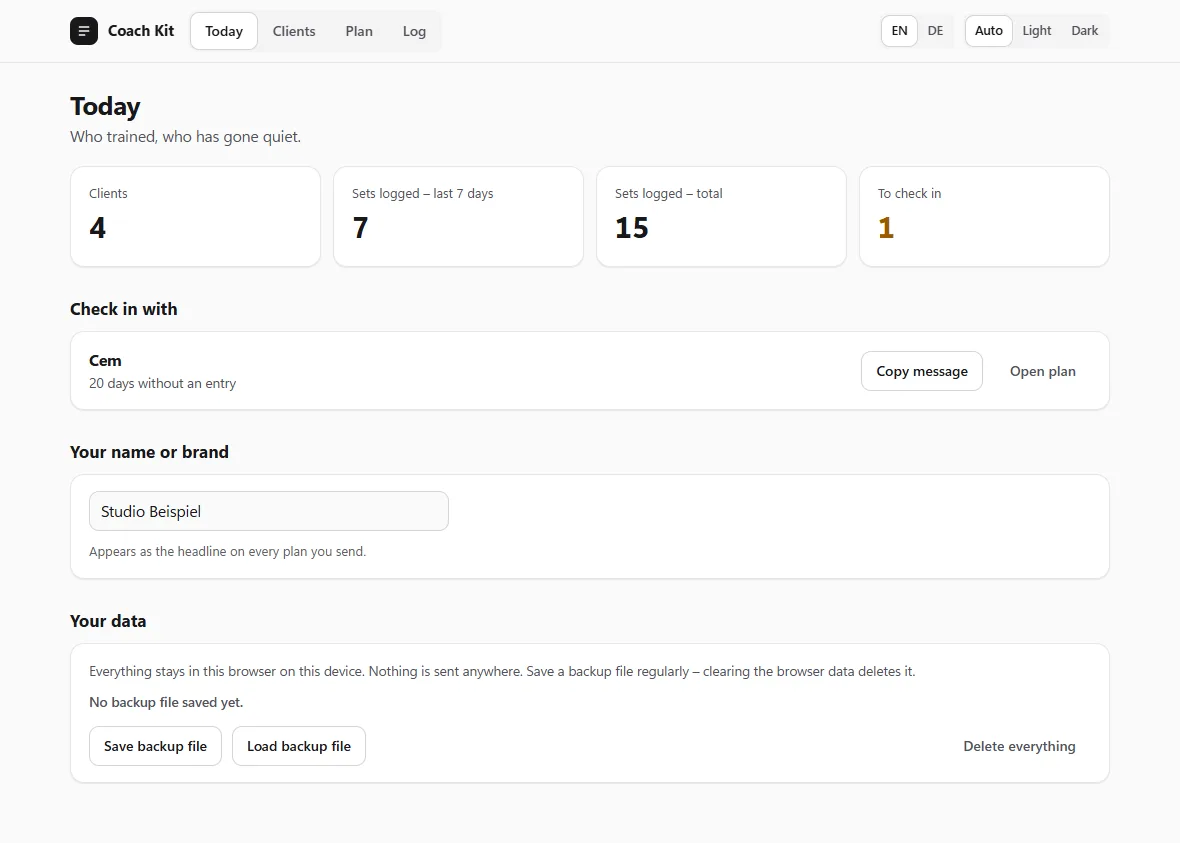 Coach Kit
Today
Clients
Plan
Log
EN
DE
Auto
Light
Dark
Today
Who trained, who has gone quiet.
Clients
4
Sets logged – last 7 days
7
Sets logged – total
15
To check in
1
Check in with
Cem
20 days without an entry
Copy message
Open plan
Your name or brand
Studio Beispiel
Appears as the headline on every plan you send.
Your data
Everything stays in this browser on this device. Nothing is sent anywhere. Save a backup file regularly – clearing the browser data deletes it.
No backup file saved yet.
Save backup file
Load backup file
Delete everything